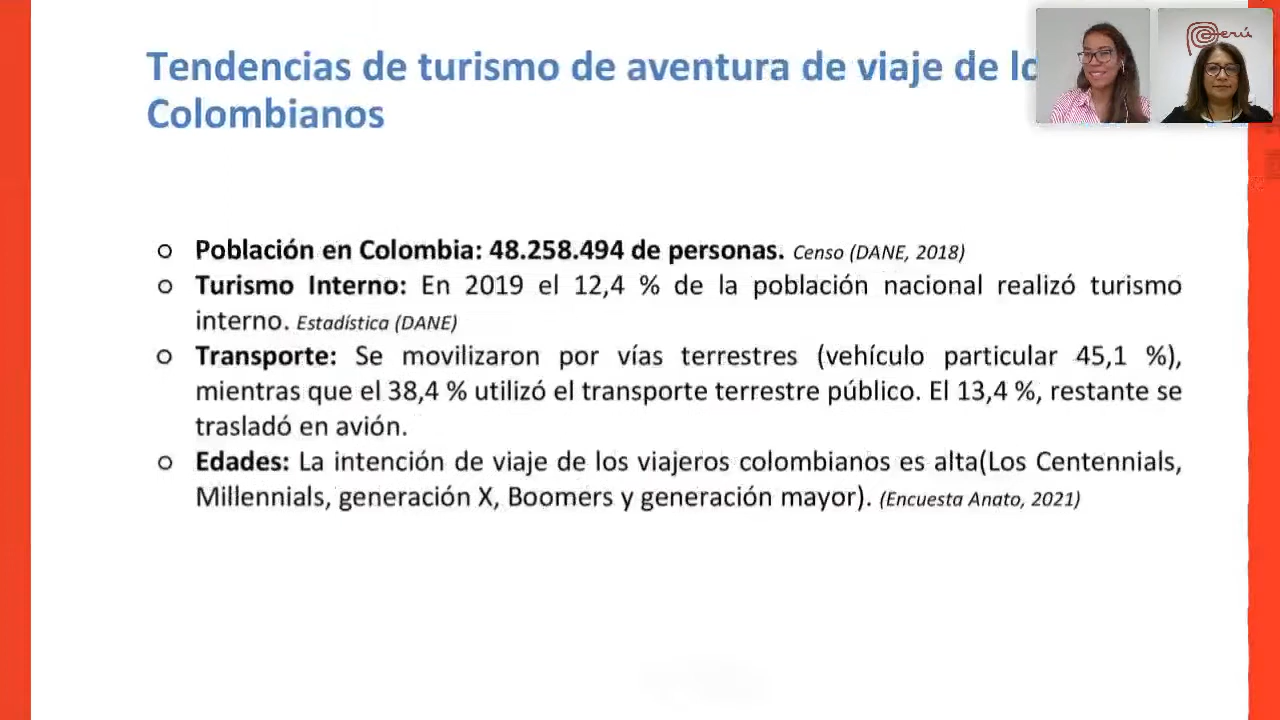 Tendencias de turismo de aventura de viaje de
Colombianos
Perú
Población en Colombia: 48.258.494 de personas. Censo (DANE, 2018)
Turismo Interno: En 2019 el 12,4 % de la población nacional realizó turismo
interno. Estadística (DANE)
Transporte: Se movilizaron por vías terrestres (vehículo particular 45,1 %),
mientras que el 38,4 % utilizó el transporte terrestre público. El 13,4 %, restante se
trasladó en avión.
Edades: La intención de viaje de los viajeros colombianos es alta(Los Centennials,
Millennials, generación X, Boomers y generación mayor). (Encuesta Anato, 2021)